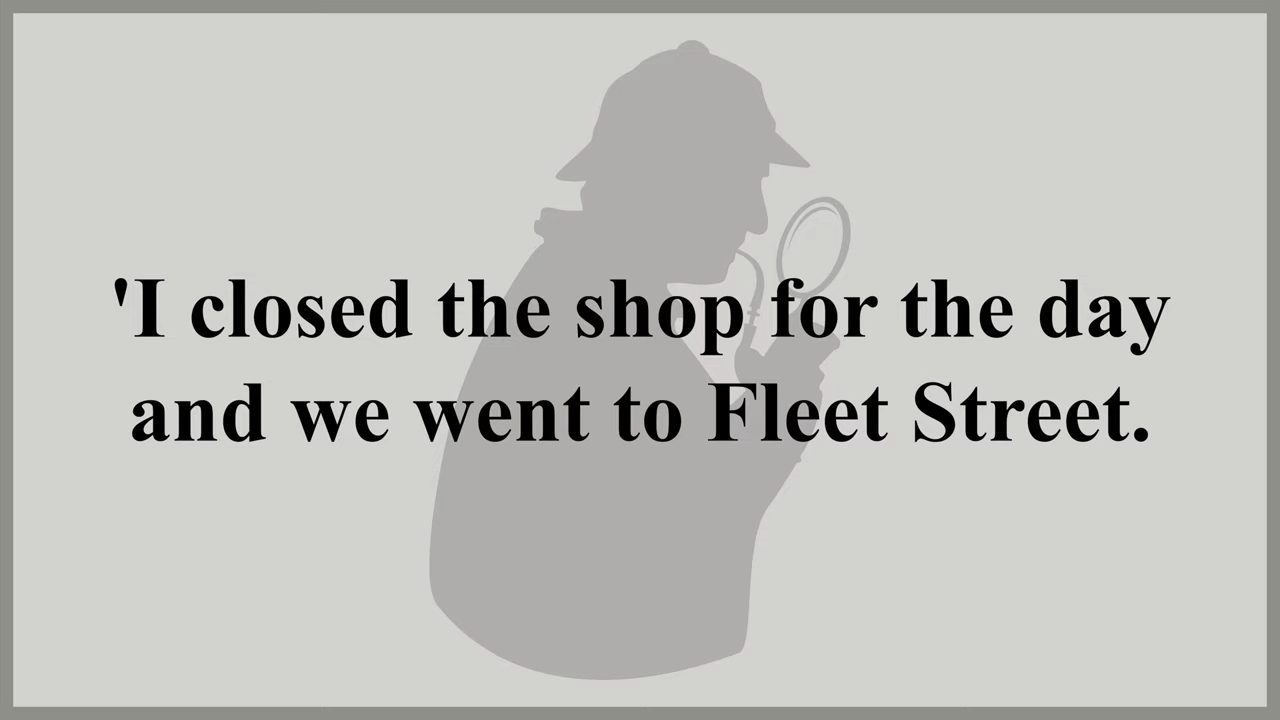 'I closed the shop for the day
and we went to Fleet Street.